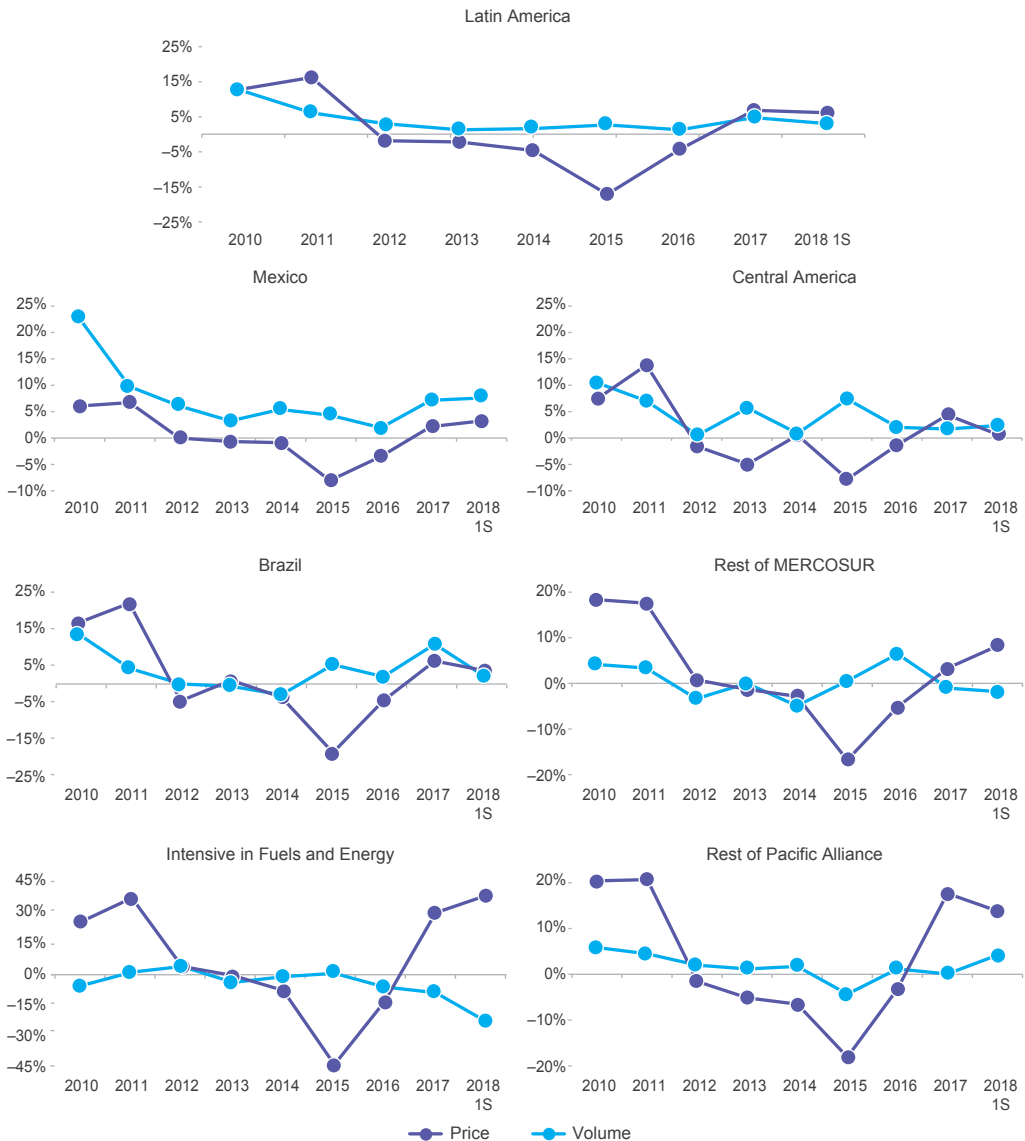 Latin America
25%
15%
5%
–5%
–15%
–25%
2010 2011 2012 2013 2014 2015 2016 2017 2018 1S
Mexico
25%
20%
15%
10%
5%
0%
–5%
–10%
2010 2011 2012 2013 2014 2015 2016 2017 2018
1S
Central America
25%
20%
15%
10%
5%
0%
–5%
–10%
2010 2011 2012 2013 2014 2015 2016 2017 2018
1S
Brazil
25%
15%
5%
–5%
–15%
–25%
2010 2011 2012 2013 2014 2015 2016 2017 2018
1S
Rest of MERCOSUR
20%
10%
0%
–10%
–20%
2010 2011 2012 2013 2014 2015 2016 2017 2018
1S
Intensive in Fuels and Energy
45%
30%
15%
0%
–15%
–30%
–45%
2010 2011 2012 2013 2014 2015 2016 2017 2018
1S
Rest of Pacific Alliance
20%
10%
0%
–10%
–20%
2010 2011 2012 2013 2014 2015 2016 2017 2018
1S
Price Volume